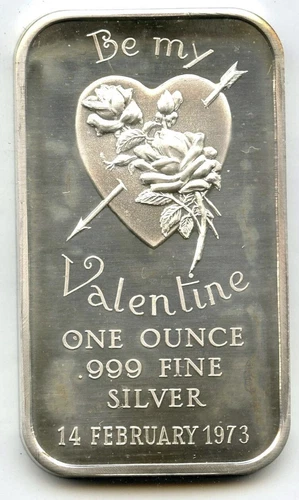 Be my
Valentine
ONE OUNCE
.999 FINE
SILVER
14 FEBRUARY 1973